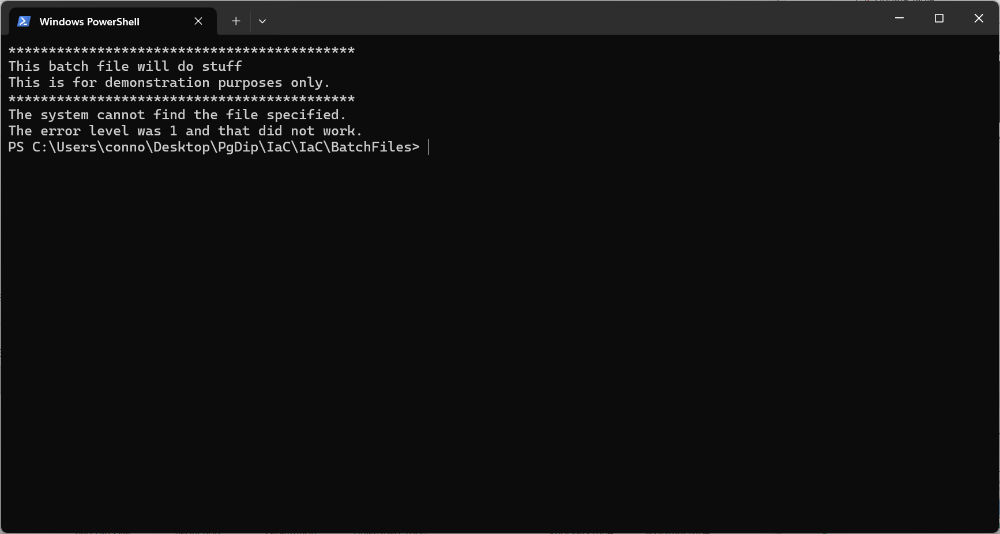 Windows PowerShell
*******************************************
This batch file will do stuff
This is for demonstration purposes only.
*******************************************
The system cannot find the file specified.
The error level was 1 and that did not work.
PS C:\Users\conno\Desktop\PgDip\IaC\IaC\BatchFiles>